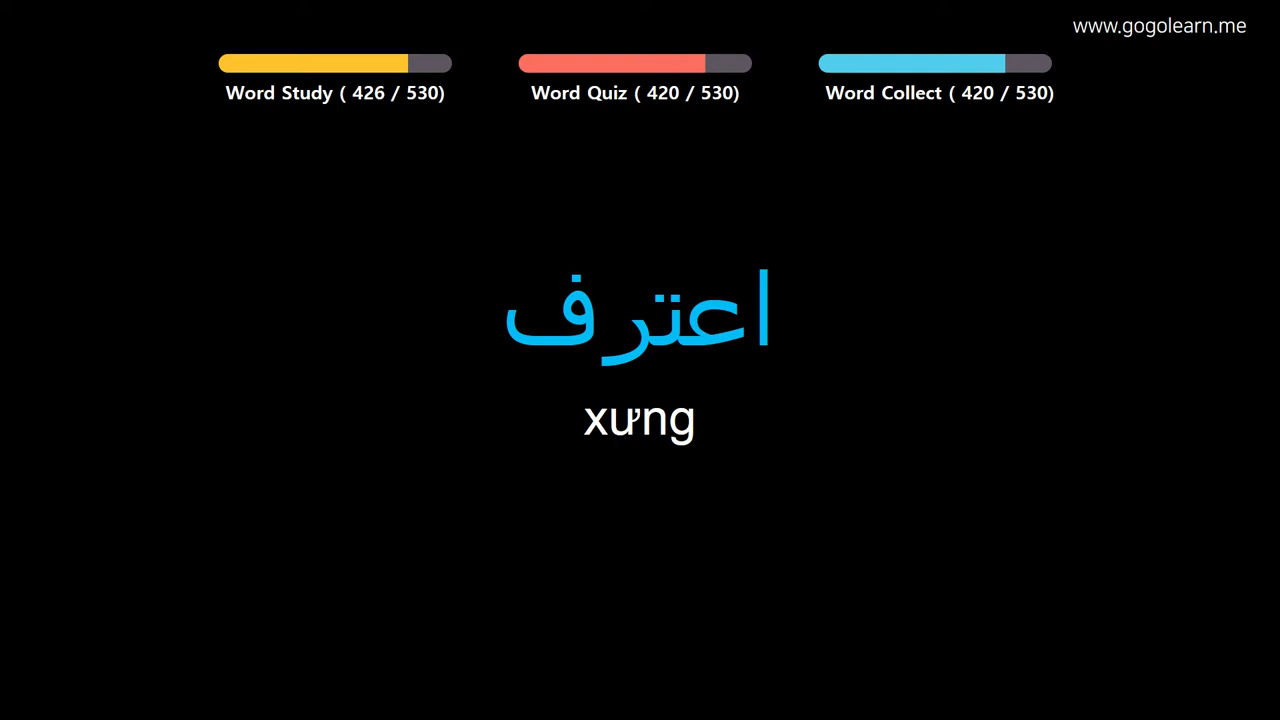 www.gogolearn.me
Word Study ( 426 / 530)
Word Quiz ( 420 / 530)
Word Collect ( 420 / 530)
اعترف
xưng